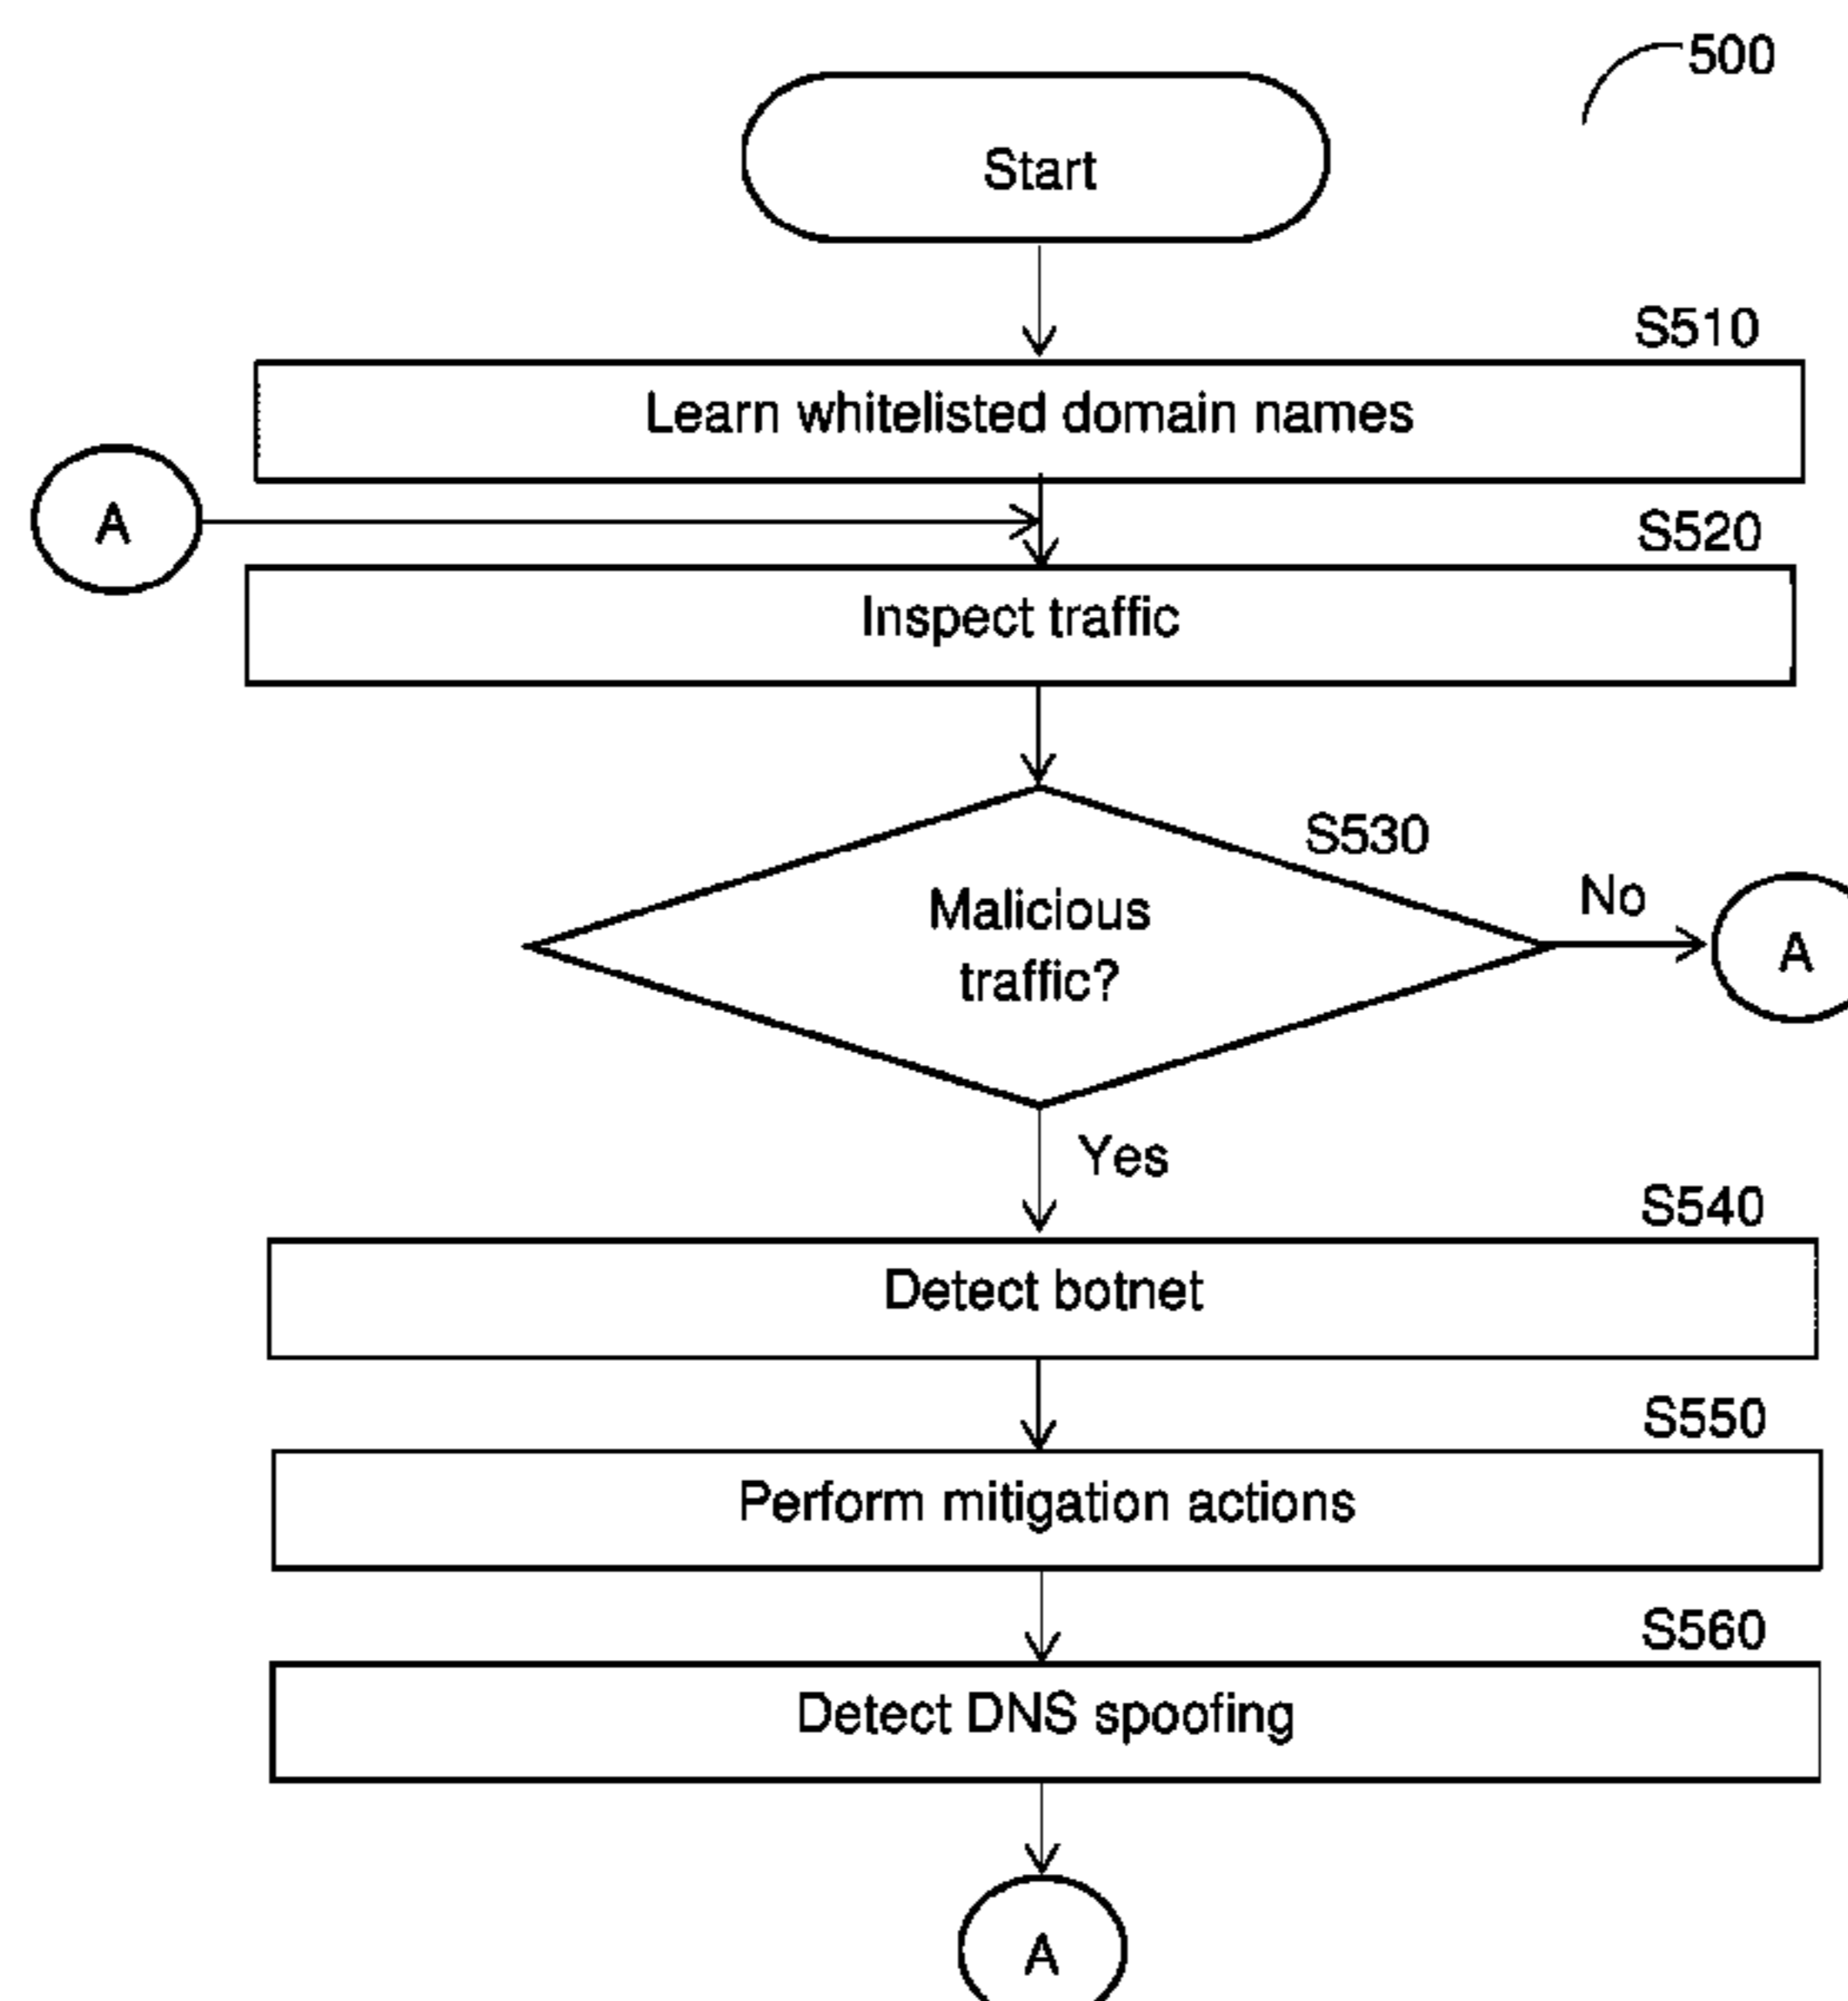 500
Start
S510
Learn whitelisted domain names
A
S520
Inspect traffic
S530
Malicious
traffic?
No
A
Yes
S540
Detect botnet
S550
Perform mitigation actions
S560
Detect DNS spoofing
A